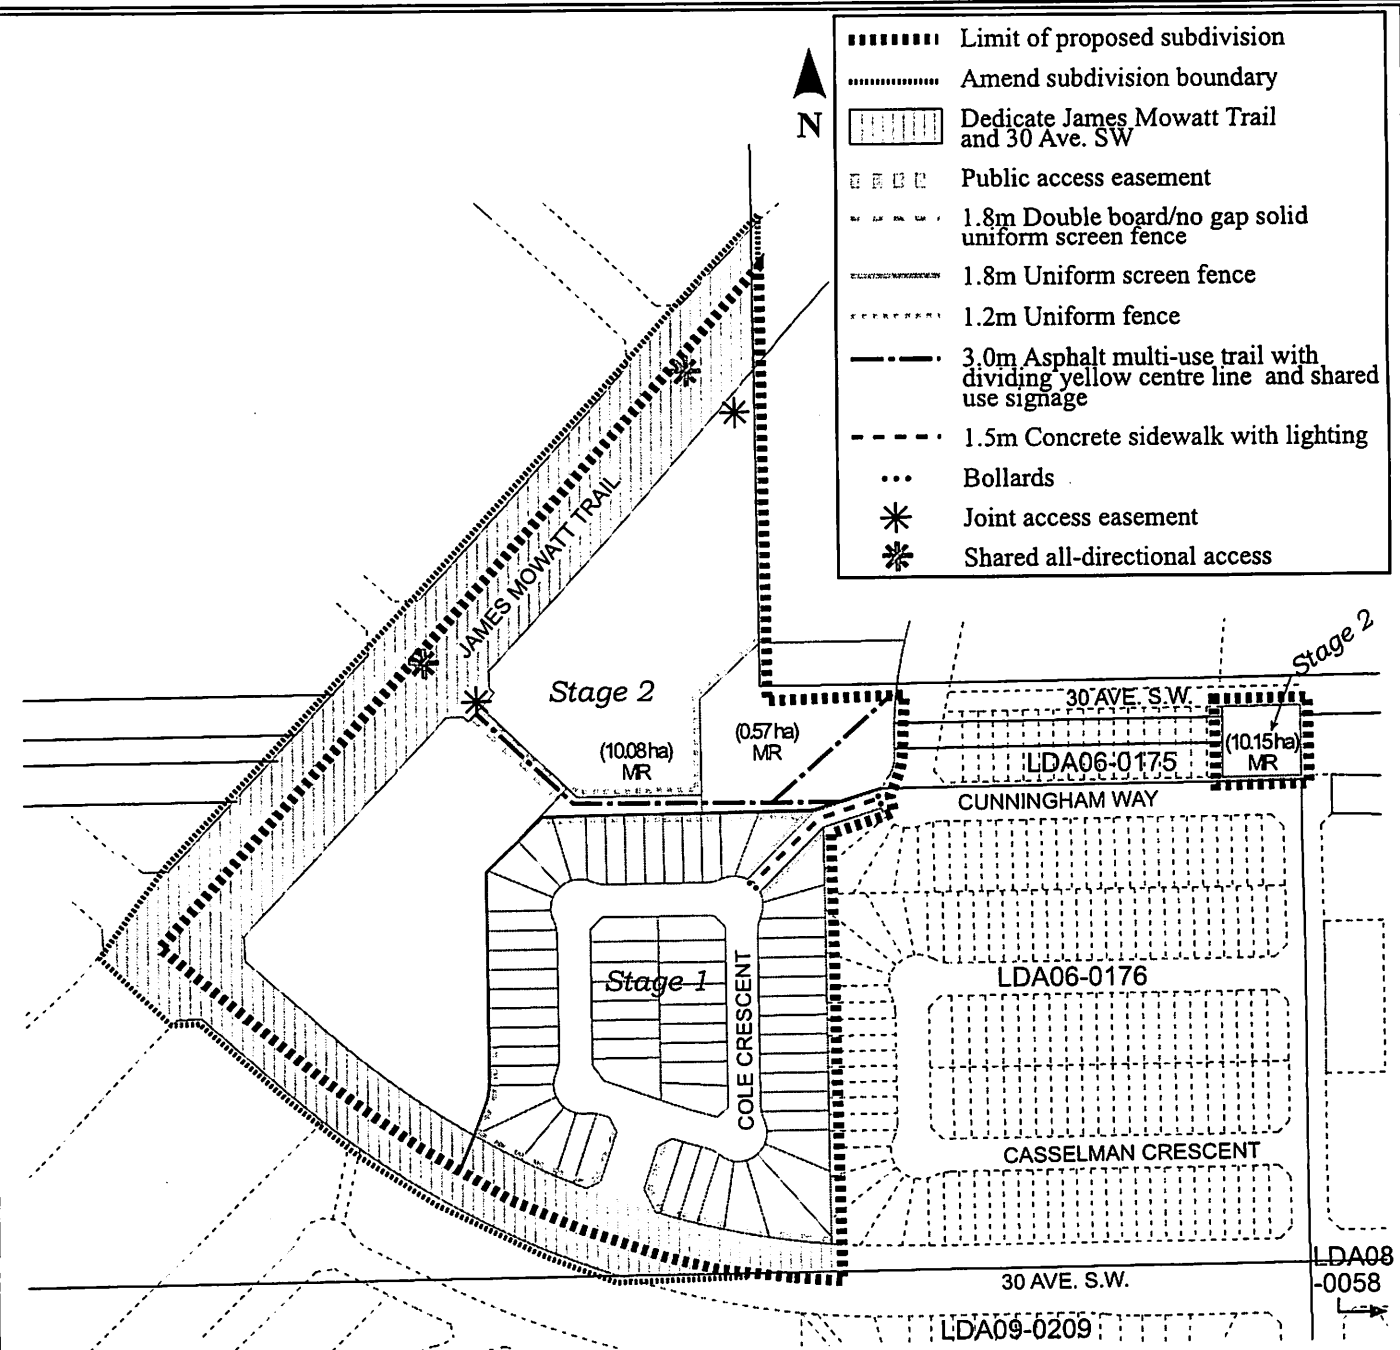 Limit of proposed subdivision
Amend subdivision boundary
Dedicate James Mowatt Trail
and 30 Ave. SW
Public access easement
1.8m Double board/no gap solid
uniform screen fence
1.8m Uniform screen fence
1.2m Uniform fence
3.0m Asphalt multi-use trail with
dividing yellow centre line and shared
use signage
1.5m Concrete sidewalk with lighting
Bollards
Joint access easement
Shared all-directional access
N
JAMES MOWATT TRAIL
Stage 2
(10.08ha)
MR
(0.57ha)
MR
Stage 2
30 AVE. S.W.
(10.15ha)
MR
LDA06-0175
CUNNINGHAM WAY
Stage 1
COLE CRESCENT
LDA06-0176
CASSELMAN CRESCENT
30 AVE. S.W.
LDA08
-0058
LDA09-0209